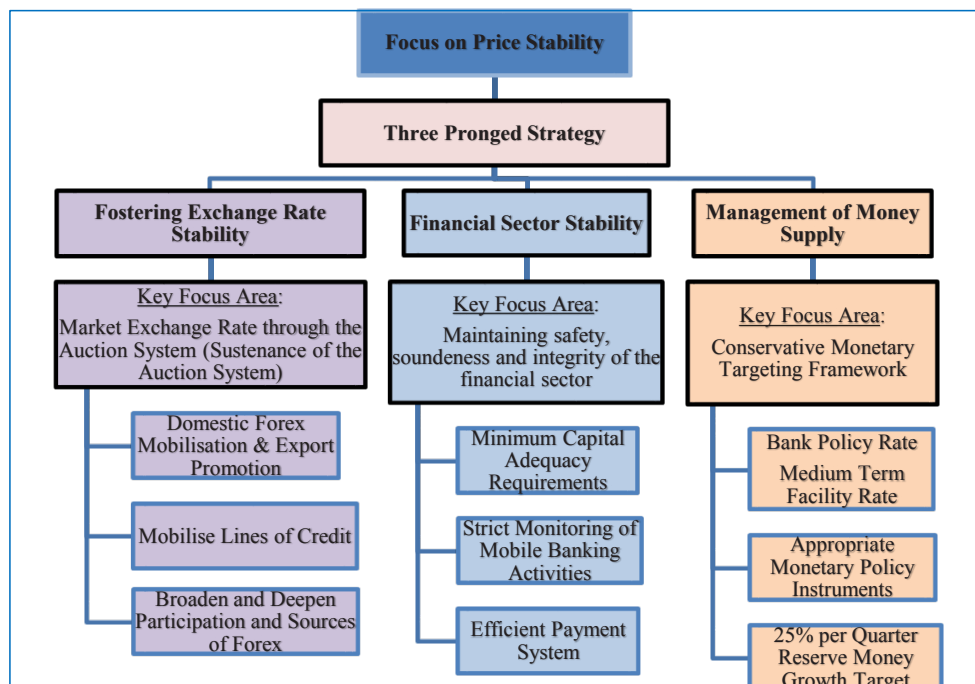 Focus on Price Stability
Three Pronged Strategy
Fostering Exchange Rate
Stability
Key Focus Area:
Market Exchange Rate through the
Auction System (Sustenance of the
Auction System)
Domestic Forex
Mobilisation & Export
Promotion
Mobilise Lines of Credit
Broaden and Deepen
Participation and Sources
of Forex
Financial Sector Stability
Key Focus Area:
Maintaining safety,
soundeness and integrity of the
financial sector
Minimum Capital
Adequacy
Requirements
Strict Monitoring of
Mobile Banking
Activities
Efficient Payment
System
Management of Money
Supply
Key Focus Area:
Conservative Monetary
Targeting Framework
Bank Policy Rate
Medium Term
Facility Rate
Appropriate
Monetary Policy
Instruments
25% per Quarter
Reserve Money
Growth Target